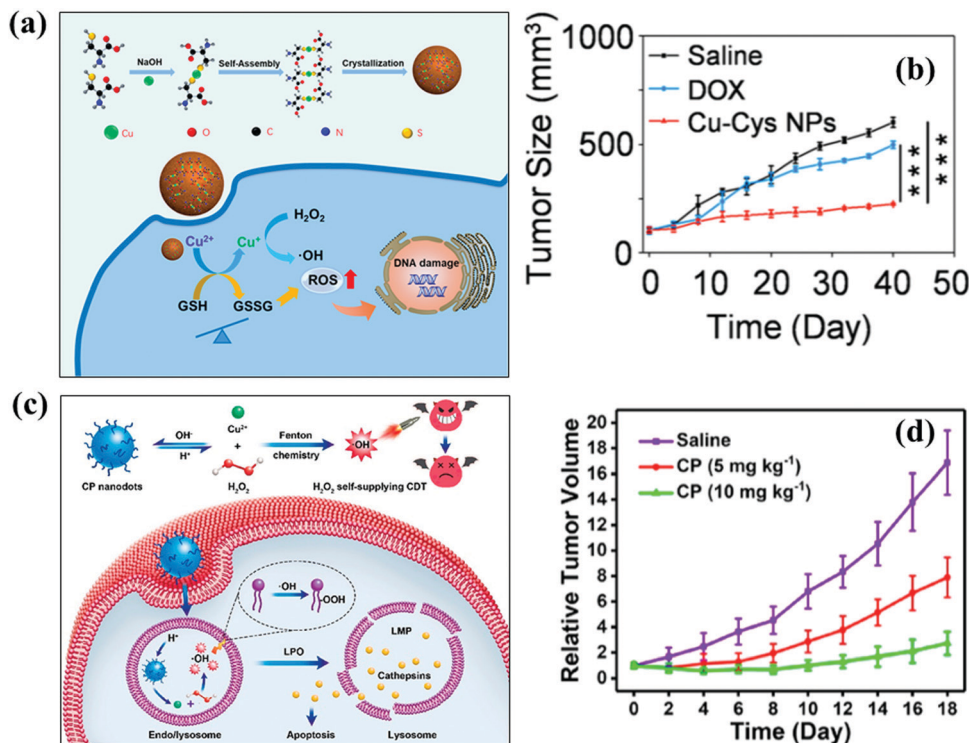 (a)
NaOH
Self-Assembly
Crystallization
Cu
O
C
N
S
H₂O₂
Cu²⁺
Cu⁺
·OH
ROS
DNA damage
GSH
GSSG
(b)
Tumor Size (mm³)
1000
500
0
Saline
DOX
Cu-Cys NPs
***
***
0 10 20 30 40 50
Time (Day)
(c)
CP nanodots
OH⁻
H⁺
Cu²⁺
+
H₂O₂
Fenton
chemistry
·OH
H₂O₂ self-supplying CDT
·OH
-OOH
H⁺
·OH
+
LPO
LMP
Cathepsins
Endo/lysosome
Apoptosis
Lysosome
(d)
Relative Tumor Volume
20
18
16
14
12
10
8
6
4
2
0
Saline
CP (5 mg kg⁻¹)
CP (10 mg kg⁻¹)
0 2 4 6 8 10 12 14 16 18
Time (Day)